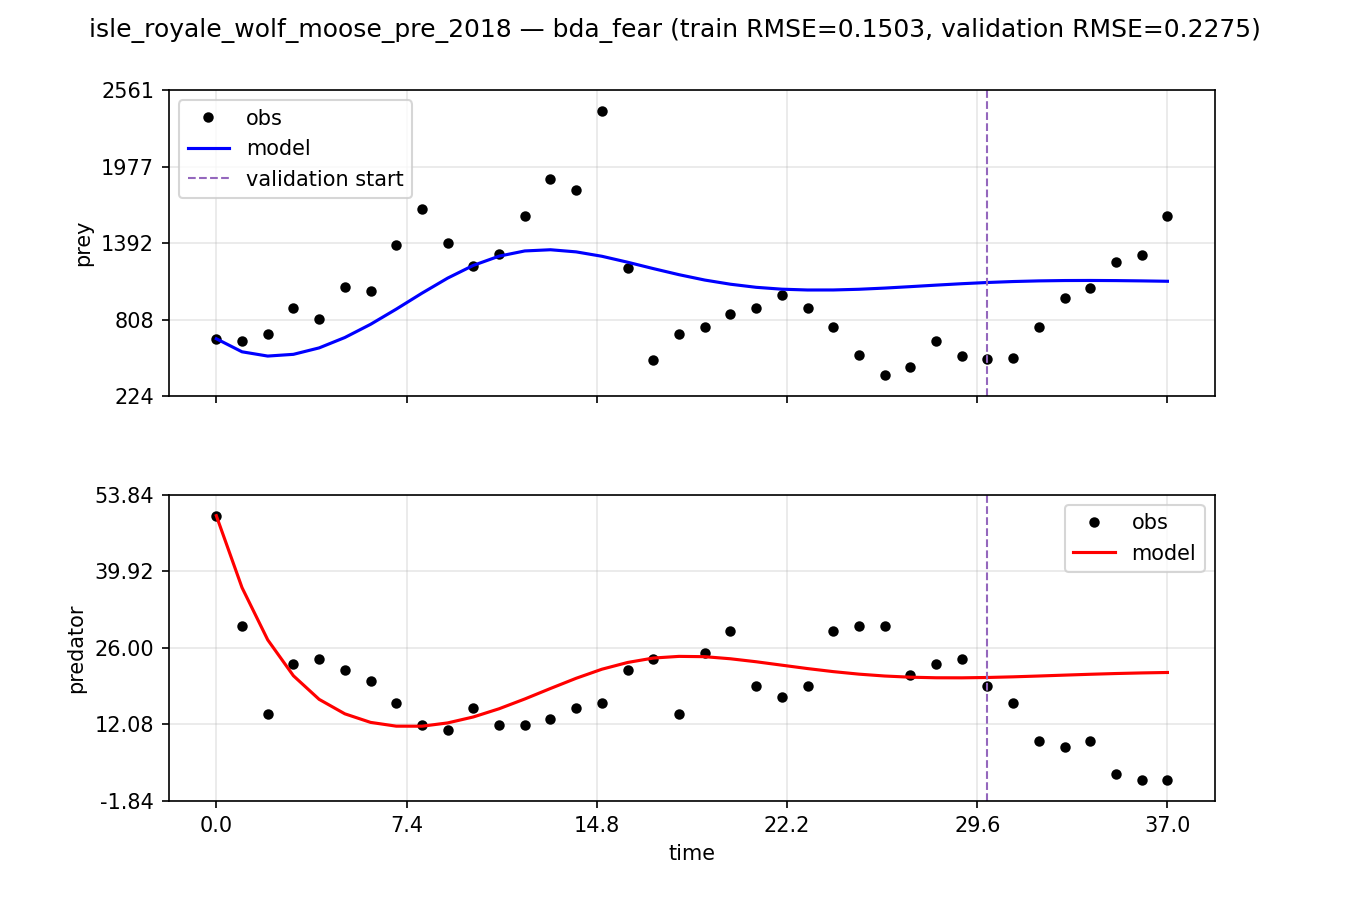 isle_royale_wolf_moose_pre_2018 — bda_fear (train RMSE=0.1503, validation RMSE=0.2275)
2561
1977
1392
808
224
prey
obs
model
validation start
53.84
39.92
26.00
12.08
-1.84
predator
obs
model
0.0
7.4
14.8
22.2
29.6
37.0
time